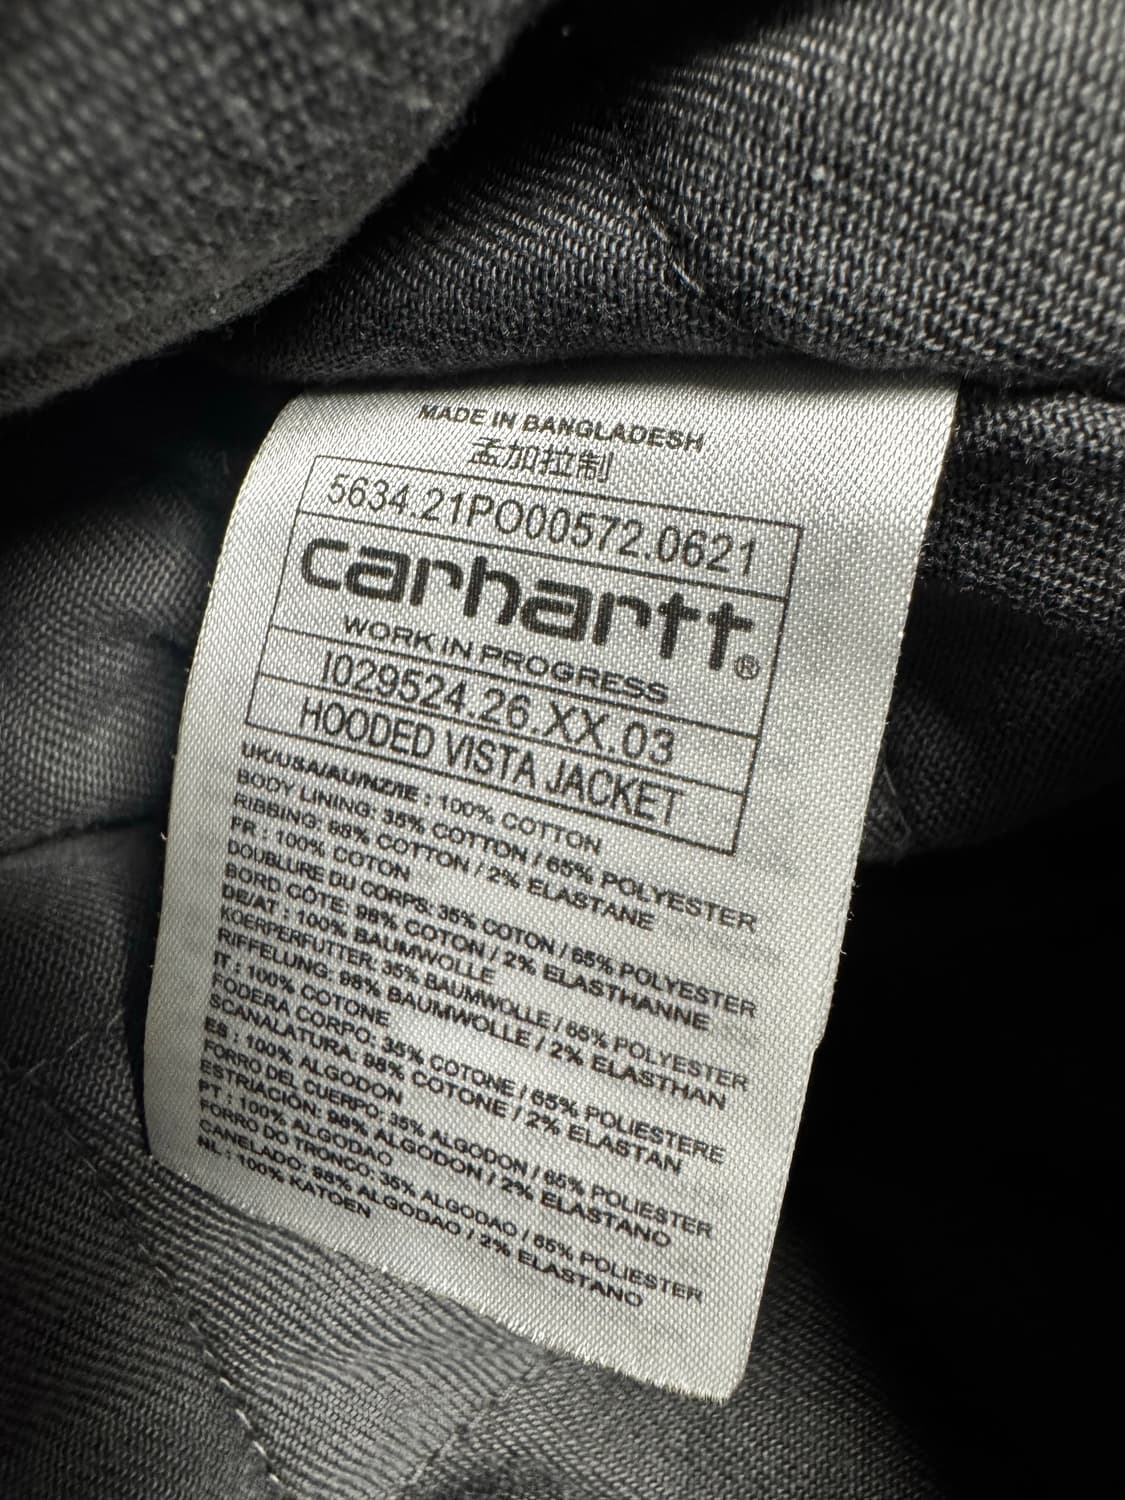 MADE IN BANGLADESH
孟加拉制
5634.21PO00572.0621
carhartt®
WORK IN PROGRESS
I029524.26.XX.03
HOODED VISTA JACKET
UK/USA/AU/NZ/IE : 100% COTTON
BODY LINING: 35% COTTON / 65% POLYESTER
RIBBING: 98% COTTON / 2% ELASTANE
FR : 100% COTON
DOUBLURE DU CORPS: 35% COTON / 65% POLYESTER
BORD CÔTE: 98% COTON / 2% ELASTHANNE
DE/AT : 100% BAUMWOLLE
KOERPERFUTTER: 35% BAUMWOLLE / 65% POLYESTER
RIFFELUNG: 98% BAUMWOLLE / 2% ELASTHAN
IT : 100% COTONE
FODERA CORPO: 35% COTONE / 65% POLIESTERE
SCANALATURA: 98% COTONE / 2% ELASTAN
ES : 100% ALGODON
FORRO DEL CUERPO: 35% ALGODON / 65% POLIESTER
ESTRIACIÓN: 98% ALGODON / 2% ELASTANO
PT : 100% ALGODAO
FORRO DO TRONCO: 35% ALGODAO / 65% POLIESTER
CANELADO: 98% ALGODAO / 2% ELASTANO
NL : 100% KATOEN